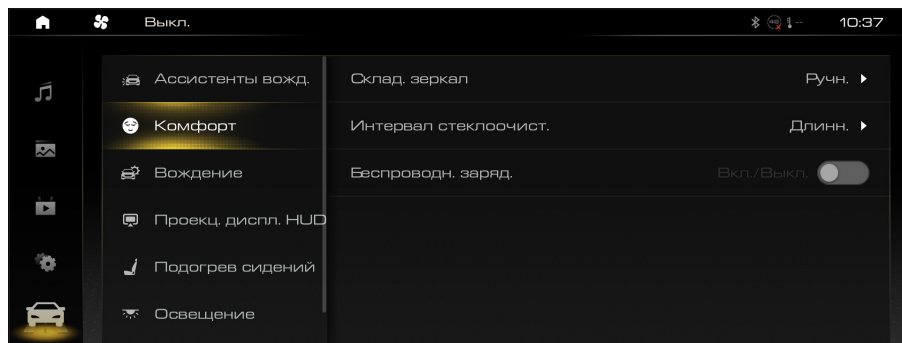 Выкл.
4G
--
10:37
Ассистенты вожд.
Склад. зеркал
Ручн.
Комфорт
Интервал стеклоочист.
Длинн.
Вождение
Беспроводн. заряд.
Вкл./Выкл.
Проекц. диспл. HUD
Подогрев сидений
Освещение